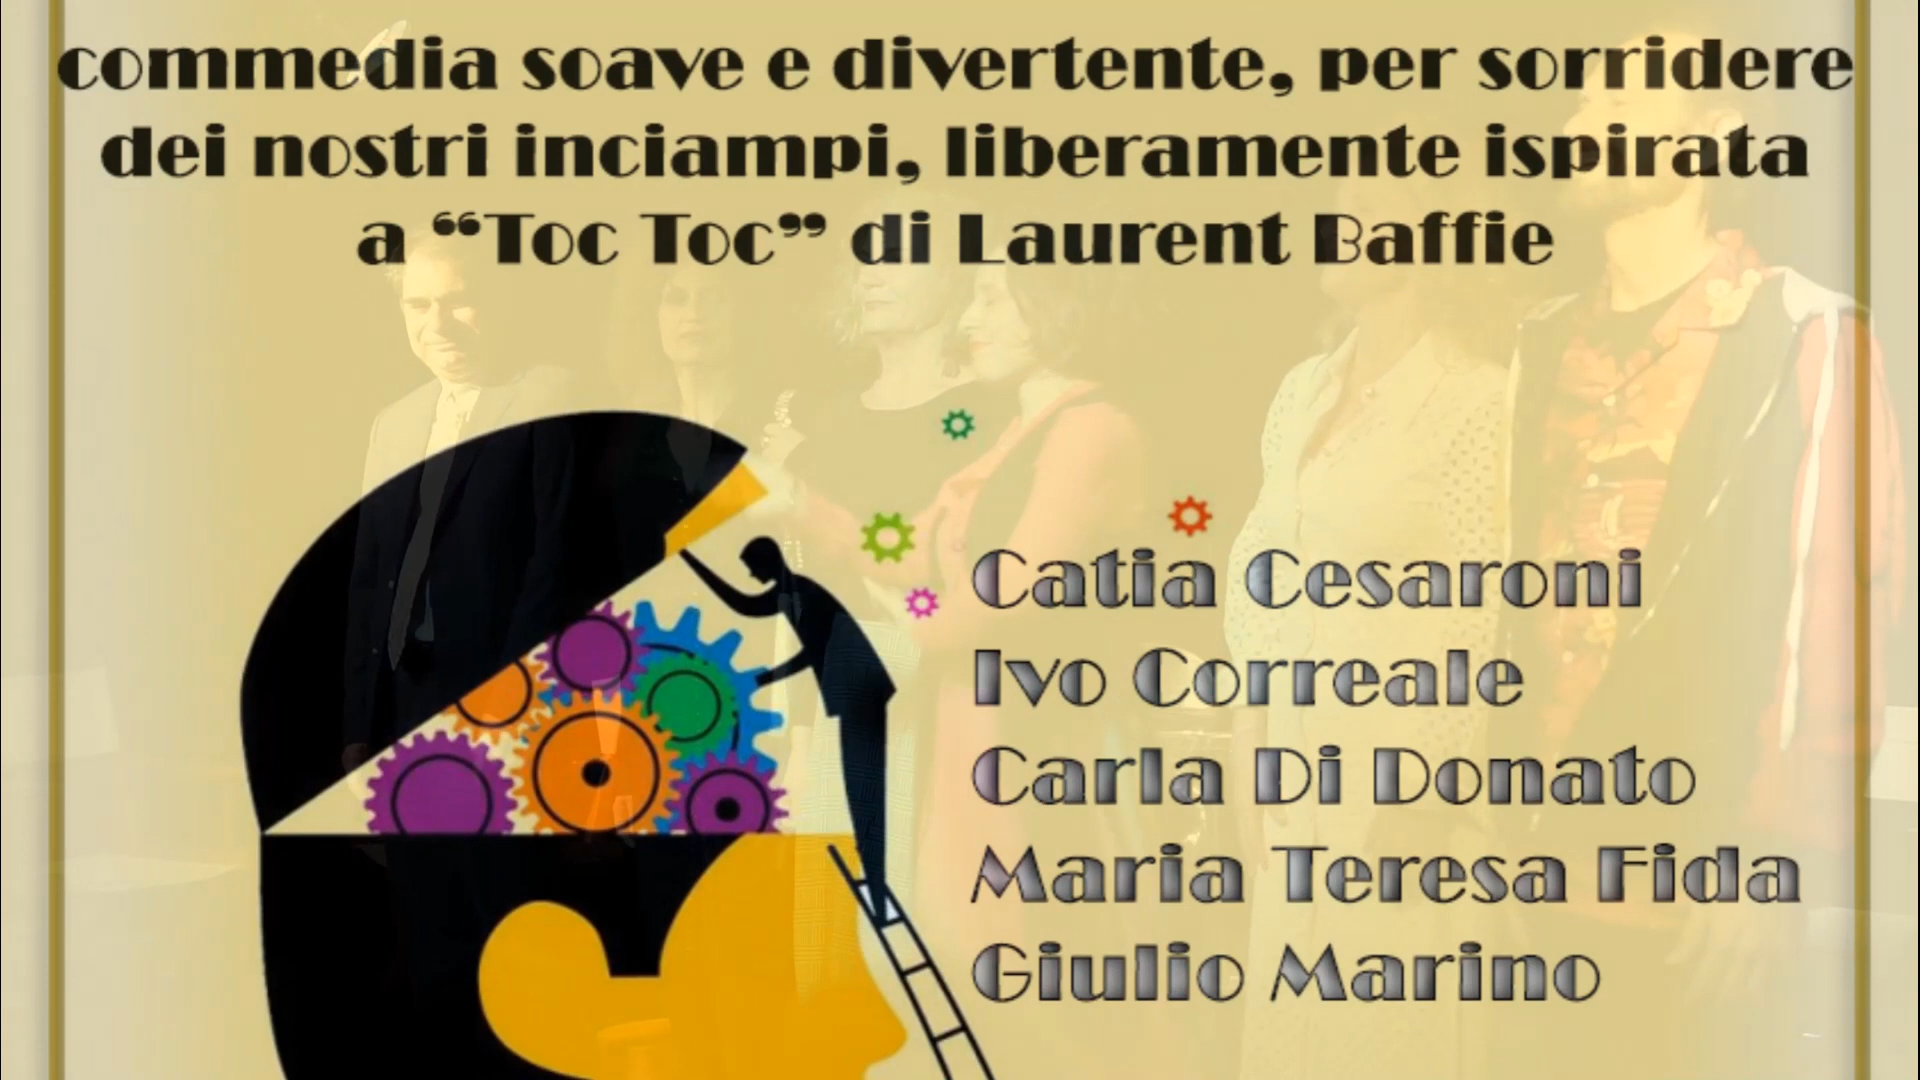 commedia soave e divertente, per sorridere
dei nostri inciampi, liberamente ispirata
a “Toc Toc” di Laurent Baffie
Catia Cesaroni
Ivo Correale
Carla Di Donato
Maria Teresa Fida
Giulio Marino